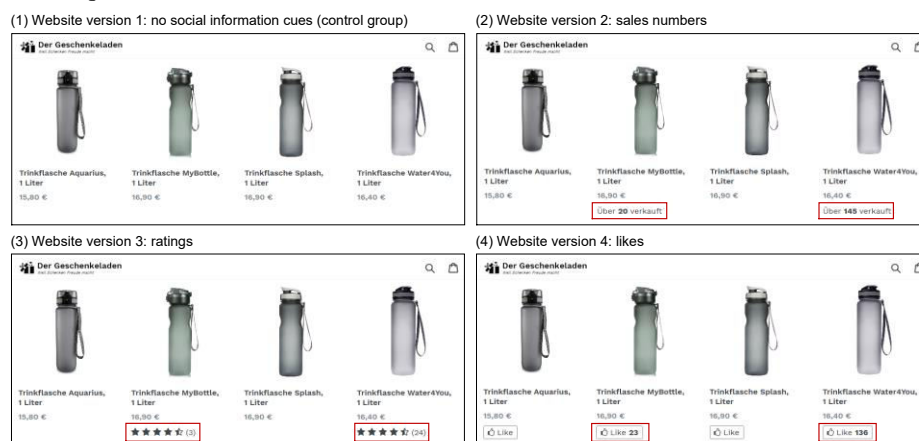 (1) Website version 1: no social information cues (control group)
Der Geschenkeladen
Trinkflasche Aquarius, 1 Liter
15,80 €
Trinkflasche MyBottle, 1 Liter
16,90 €
Trinkflasche Splash, 1 Liter
16,90 €
Trinkflasche Water4You, 1 Liter
16,40 €
(2) Website version 2: sales numbers
Der Geschenkeladen
Trinkflasche Aquarius, 1 Liter
15,80 €
Trinkflasche MyBottle, 1 Liter
16,90 €
Über 20 verkauft
Trinkflasche Splash, 1 Liter
16,90 €
Trinkflasche Water4You, 1 Liter
16,40 €
Über 145 verkauft
(3) Website version 3: ratings
Der Geschenkeladen
Trinkflasche Aquarius, 1 Liter
15,80 €
Trinkflasche MyBottle, 1 Liter
16,90 €
(3)
Trinkflasche Splash, 1 Liter
16,90 €
Trinkflasche Water4You, 1 Liter
16,40 €
(24)
(4) Website version 4: likes
Der Geschenkeladen
Trinkflasche Aquarius, 1 Liter
15,80 €
Like
Trinkflasche MyBottle, 1 Liter
16,90 €
Like 23
Trinkflasche Splash, 1 Liter
16,90 €
Like
Trinkflasche Water4You, 1 Liter
16,40 €
Like 136